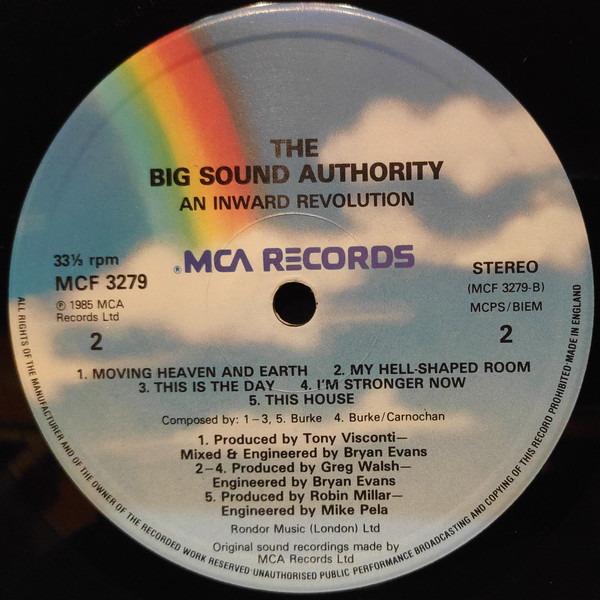 THE
BIG SOUND AUTHORITY
AN INWARD REVOLUTION
®MCA RECORDS
33⅓ rpm
MCF 3279
℗ 1985 MCA
Records Ltd
2
STEREO
(MCF 3279-B)
MCPS/BIEM
2
1. MOVING HEAVEN AND EARTH 2. MY HELL-SHAPED ROOM
3. THIS IS THE DAY 4. I'M STRONGER NOW
5. THIS HOUSE
Composed by: 1–3, 5. Burke 4. Burke/Carnochan
1. Produced by Tony Visconti—
Mixed & Engineered by Bryan Evans
2–4. Produced by Greg Walsh—
Engineered by Bryan Evans
5. Produced by Robin Millar—
Engineered by Mike Pela
Rondor Music (London) Ltd
Original sound recordings made by
MCA Records Ltd
ALL RIGHTS OF THE MANUFACTURER AND OF THE OWNER OF THE RECORDED WORK RESERVED·UNAUTHORISED PUBLIC PERFORMANCE BROADCASTING AND COPYING OF THIS RECORD PROHIBITED·MADE IN ENGLAND